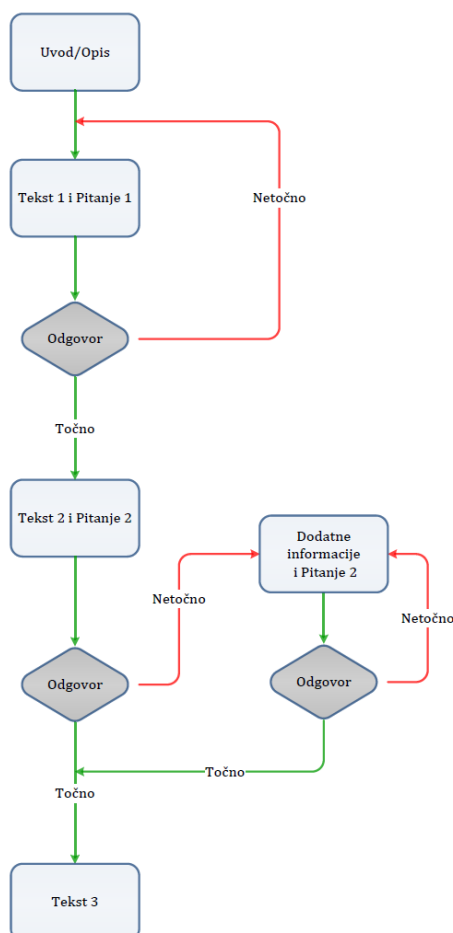 Uvod/Opis
Tekst 1 i Pitanje 1
Netočno
Odgovor
Točno
Tekst 2 i Pitanje 2
Dodatne
informacije
i Pitanje 2
Netočno
Netočno
Odgovor
Odgovor
Točno
Točno
Tekst 3